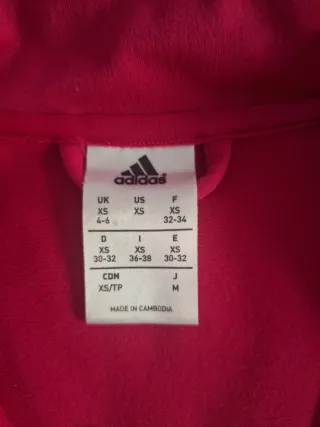 adidas
UK US F
XS XS XS
4-6 32-34
D I E
XS XS XS
30-32 36-38 30-32
CDN J
XS/TP M
MADE IN CAMBODIA